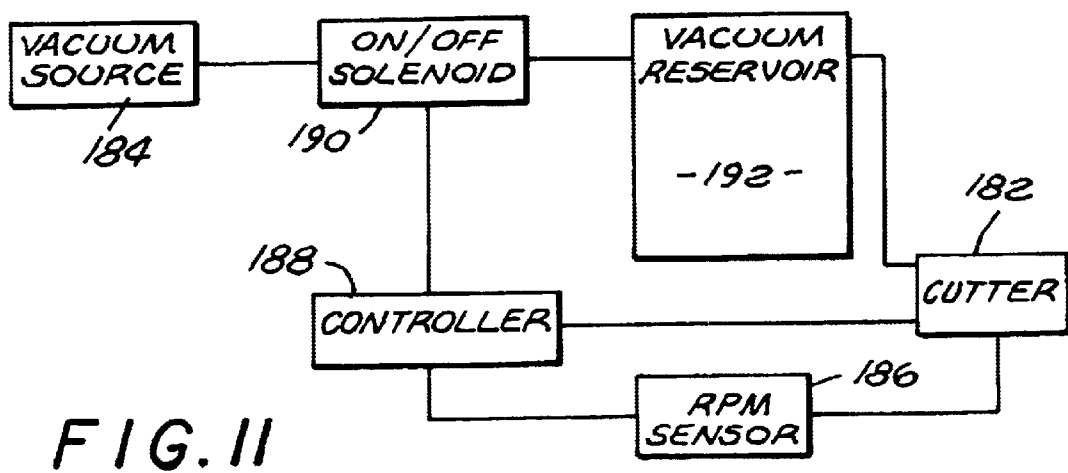 VACUUM
SOURCE
184
ON/OFF
SOLENOID
190
VACUUM
RESERVOIR
-192-
182
CUTTER
188
CONTROLLER
186
RPM
SENSOR
FIG. 11